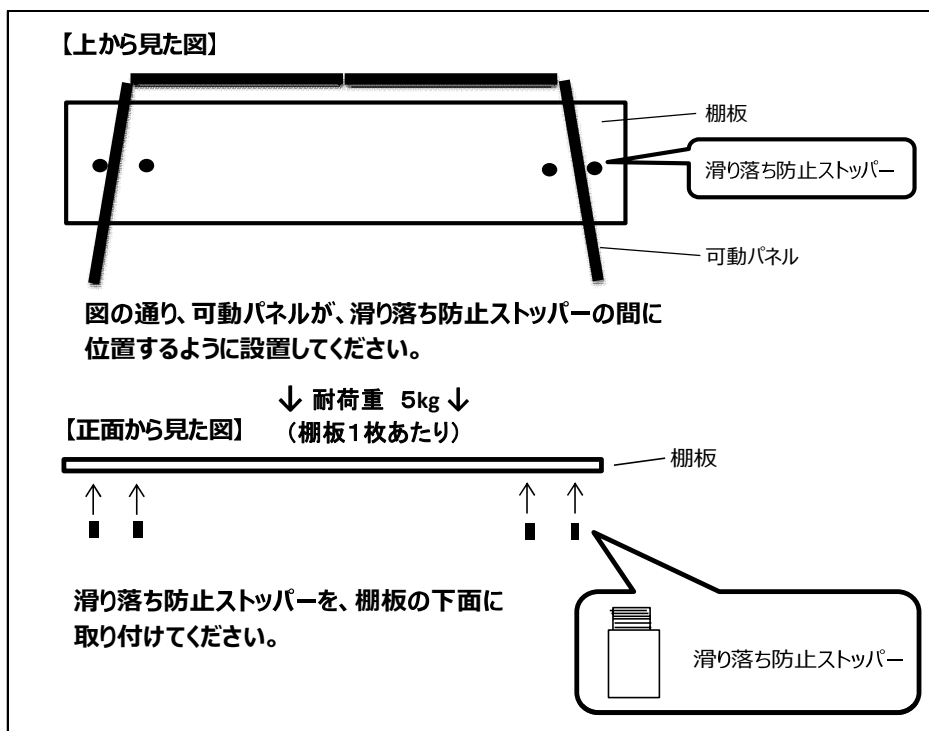 【上から見た図】
棚板
滑り落ち防止ストッパー
可動パネル
図の通り、可動パネルが、滑り落ち防止ストッパーの間に
位置するように設置してください。
↓ 耐荷重 5kg ↓
【正面から見た図】 （棚板１枚あたり）
棚板
滑り落ち防止ストッパーを、棚板の下面に
取り付けてください。
滑り落ち防止ストッパー